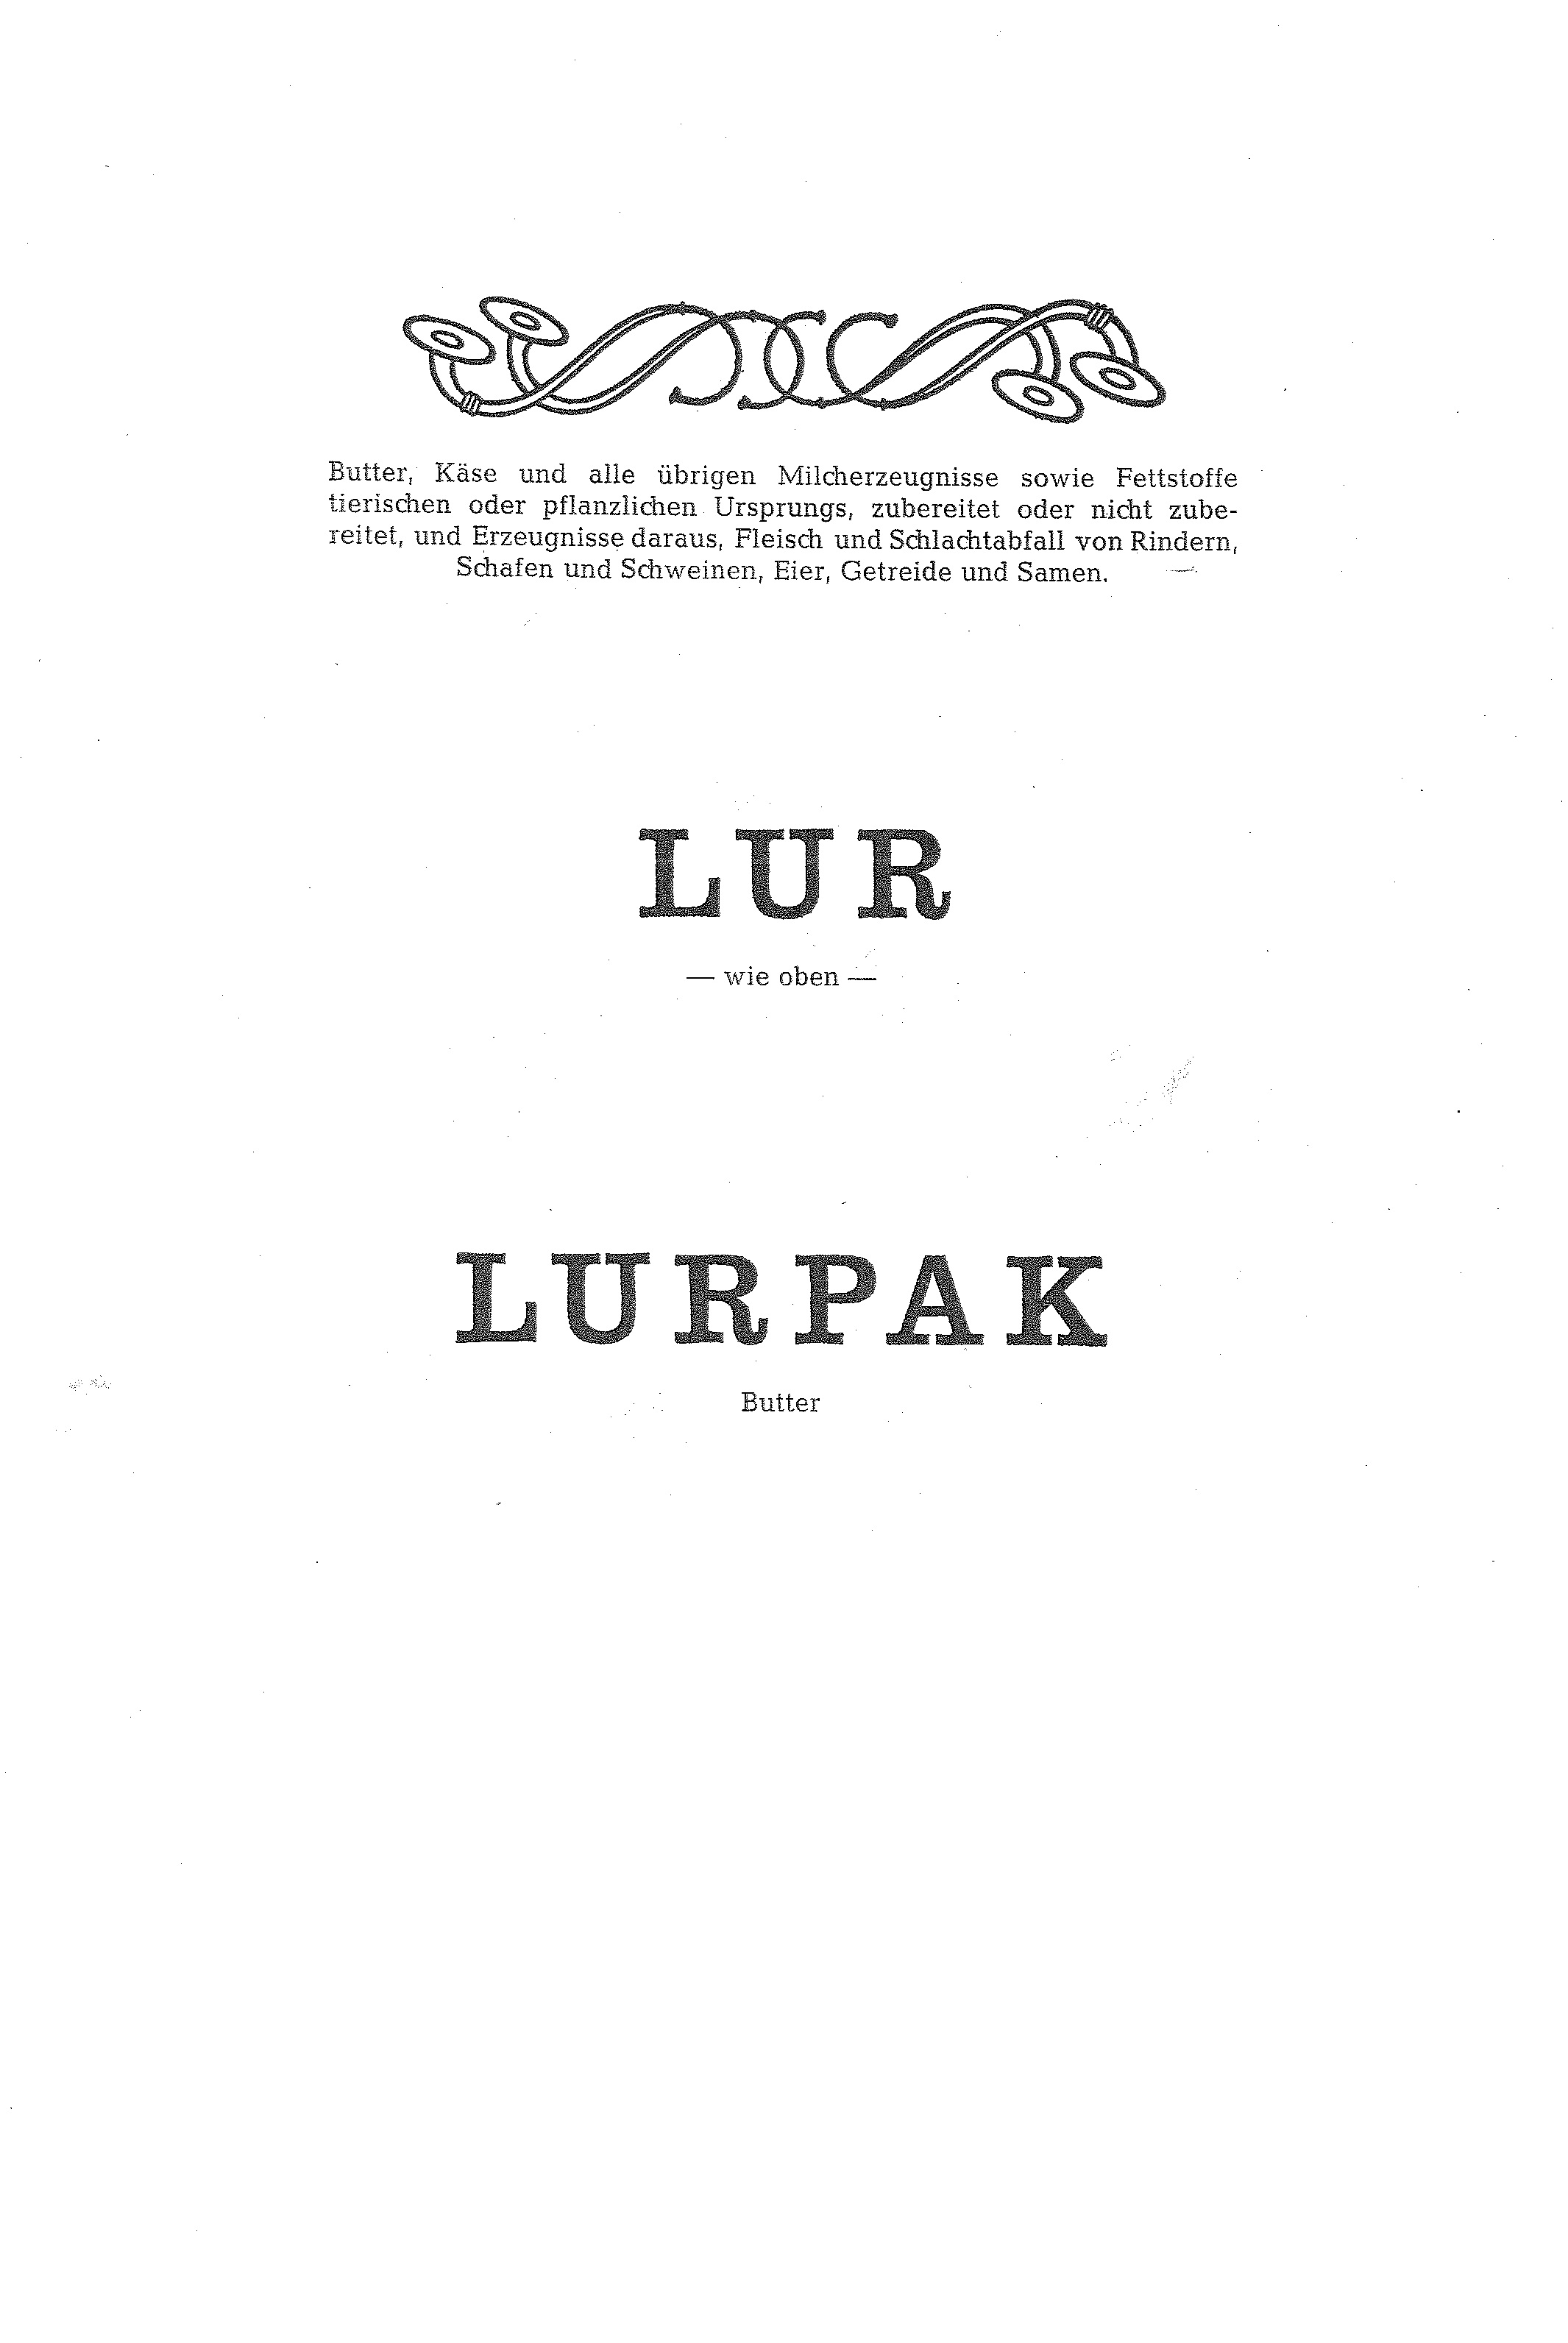 Butter, Käse und alle übrigen Milcherzeugnisse sowie Fettstoffe
tierischen oder pflanzlichen Ursprungs, zubereitet oder nicht zube-
reitet, und Erzeugnisse daraus, Fleisch und Schlachtabfall von Rindern,
Schafen und Schweinen, Eier, Getreide und Samen.
LUR
— wie oben —
LURPAK
Butter